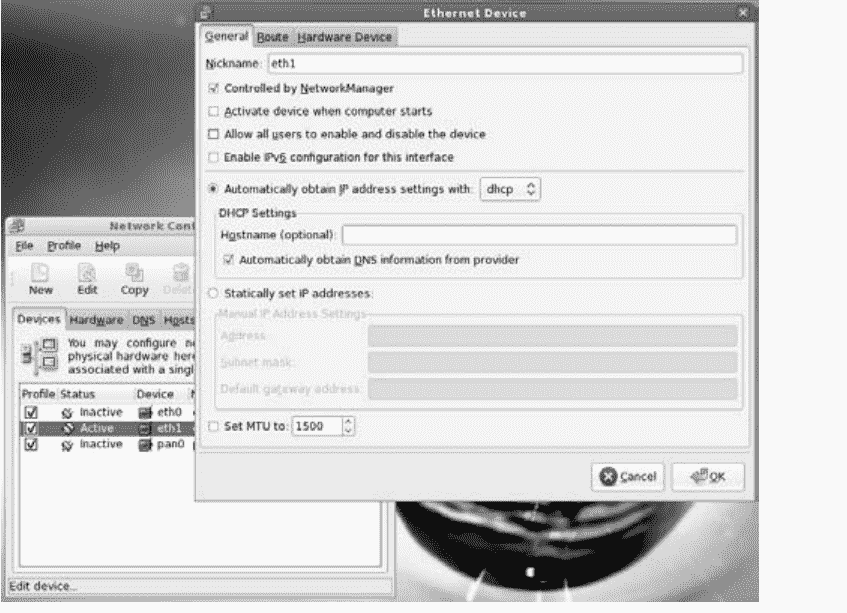 Ethernet Device
General Route Hardware Device
Nickname: eth1
Controlled by NetworkManager
Activate device when computer starts
Allow all users to enable and disable the device
Enable IPv6 configuration for this interface
Automatically obtain IP address settings with: dhcp
DHCP Settings
Hostname (optional):
Automatically obtain DNS information from provider
Statically set IP addresses:
Manual IP Address Settings
Address:
Subnet mask:
Default gateway address:
Set MTU to: 1500
Cancel OK
Network Con
File Profile Help
New Edit Copy Delete
Devices Hardware DNS Hosts
You may configure ne
physical hardware here
associated with a singl
Profile Status Device
Inactive eth0
Active eth1
Inactive pan0
Edit device...